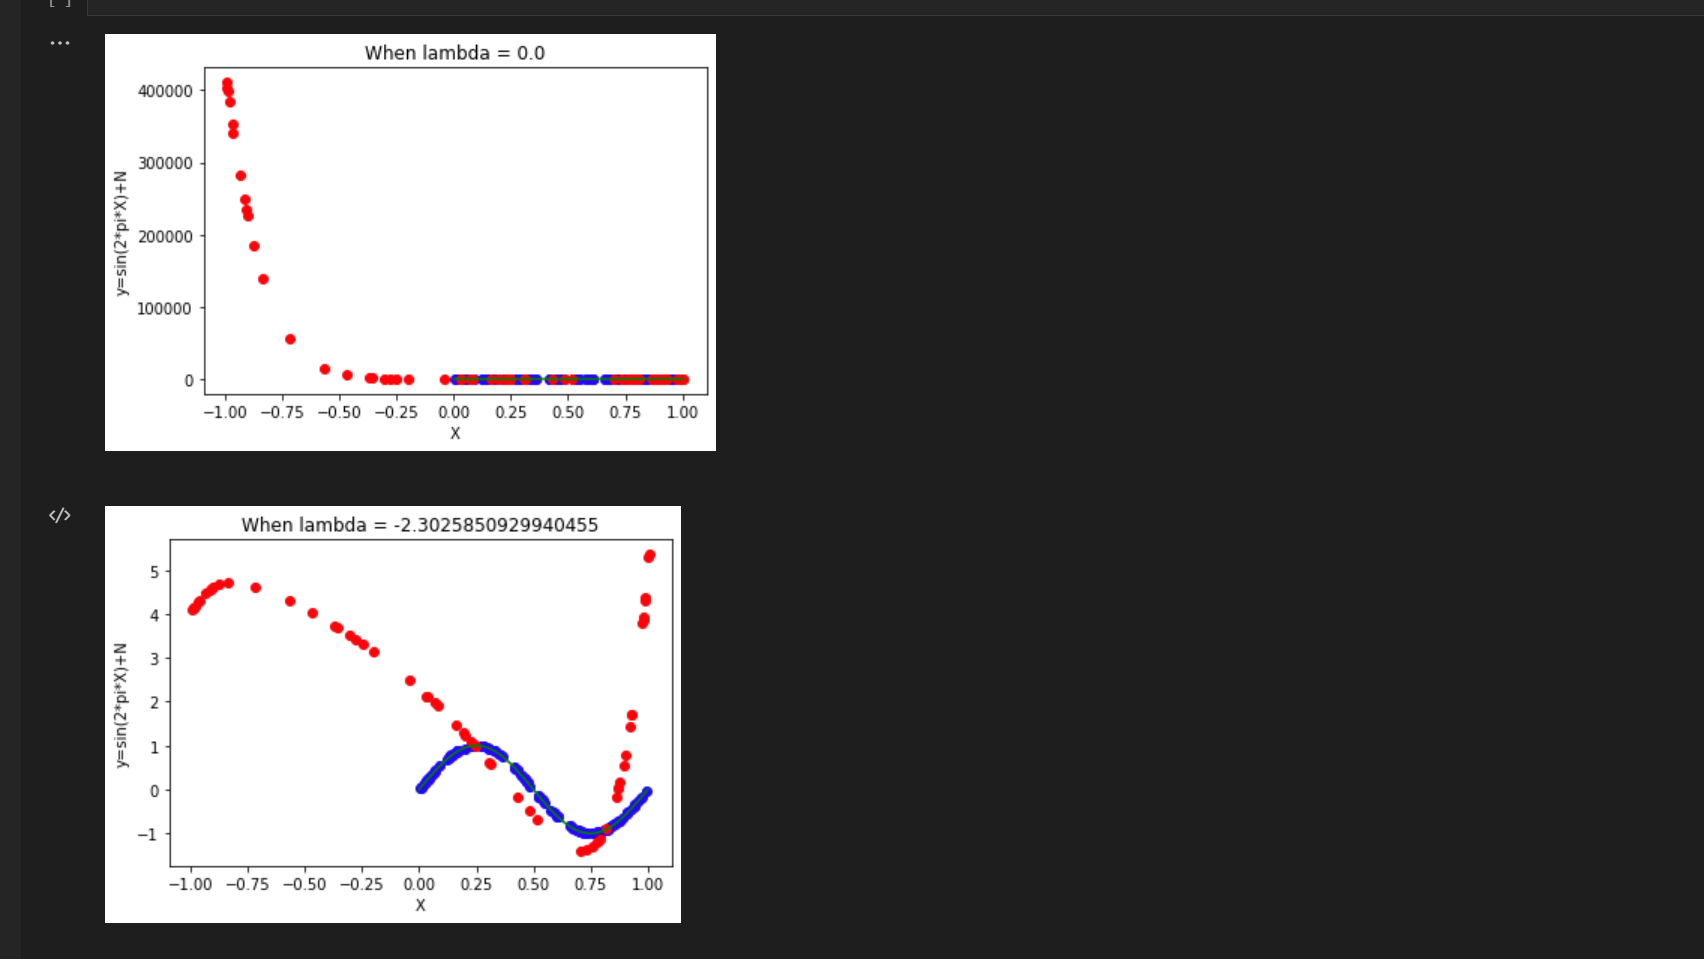 [ ]
...
When lambda = 0.0
400000
300000
200000
100000
0
y=sin(2*pi*X)+N
−1.00 −0.75 −0.50 −0.25 0.00 0.25 0.50 0.75 1.00
X
</>
When lambda = -2.3025850929940455
5
4
3
2
1
0
−1
y=sin(2*pi*X)+N
−1.00 −0.75 −0.50 −0.25 0.00 0.25 0.50 0.75 1.00
X